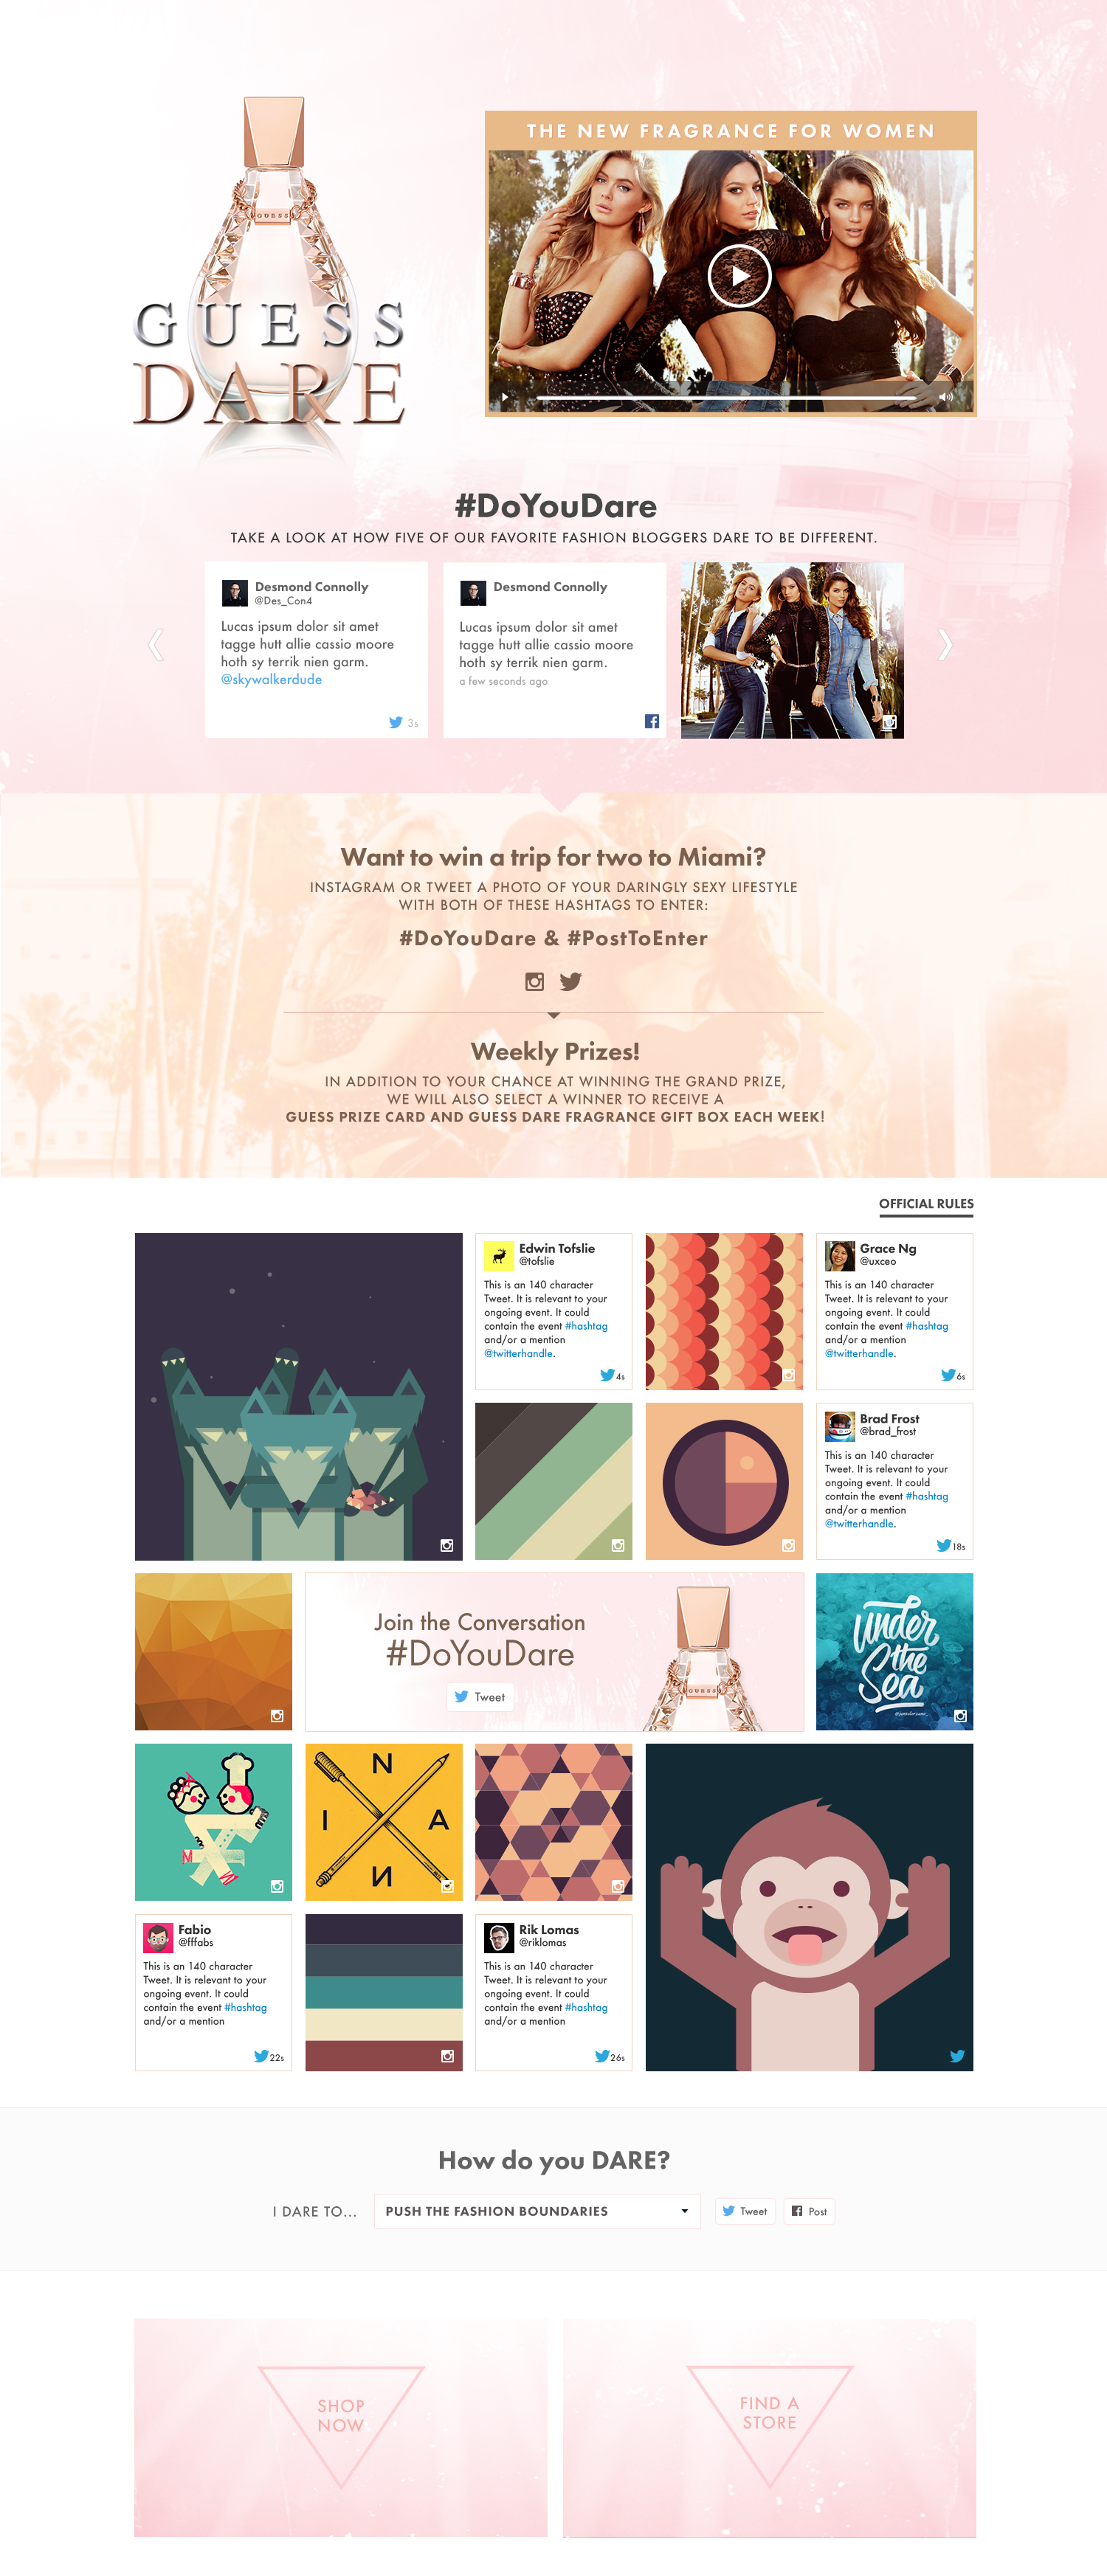 THE NEW FRAGRANCE FOR WOMEN
GUESS
GUESS
DARE
#DoYouDare
TAKE A LOOK AT HOW FIVE OF OUR FAVORITE FASHION BLOGGERS DARE TO BE DIFFERENT.
Desmond Connolly
@Des_Con4
Lucas ipsum dolor sit amet
tagge hutt allie cassio moore
hoth sy terrik nien garm.
@skywalkerdude
3s
Desmond Connolly
Lucas ipsum dolor sit amet
tagge hutt allie cassio moore
hoth sy terrik nien garm.
a few seconds ago
Want to win a trip for two to Miami?
INSTAGRAM OR TWEET A PHOTO OF YOUR DARINGLY SEXY LIFESTYLE
WITH BOTH OF THESE HASHTAGS TO ENTER:
#DoYouDare & #PostToEnter
Weekly Prizes!
IN ADDITION TO YOUR CHANCE AT WINNING THE GRAND PRIZE,
WE WILL ALSO SELECT A WINNER TO RECEIVE A
GUESS PRIZE CARD AND GUESS DARE FRAGRANCE GIFT BOX EACH WEEK!
OFFICIAL RULES
Edwin Tofslie
@tofslie
This is an 140 character
Tweet. It is relevant to your
ongoing event. It could
contain the event #hashtag
and/or a mention
@twitterhandle.
4s
Grace Ng
@uxceo
This is an 140 character
Tweet. It is relevant to your
ongoing event. It could
contain the event #hashtag
and/or a mention
@twitterhandle.
6s
Brad Frost
@brad_frost
This is an 140 character
Tweet. It is relevant to your
ongoing event. It could
contain the event #hashtag
and/or a mention
@twitterhandle.
18s
Join the Conversation
#DoYouDare
Tweet
GUESS
under
the
Sea
N
I A
N
Fabio
@fffabs
This is an 140 character
Tweet. It is relevant to your
ongoing event. It could
contain the event #hashtag
and/or a mention
22s
Rik Lomas
@riklomas
This is an 140 character
Tweet. It is relevant to your
ongoing event. It could
contain the event #hashtag
and/or a mention
26s
How do you DARE?
I DARE TO... PUSH THE FASHION BOUNDARIES Tweet Post
SHOP
NOW
FIND A
STORE